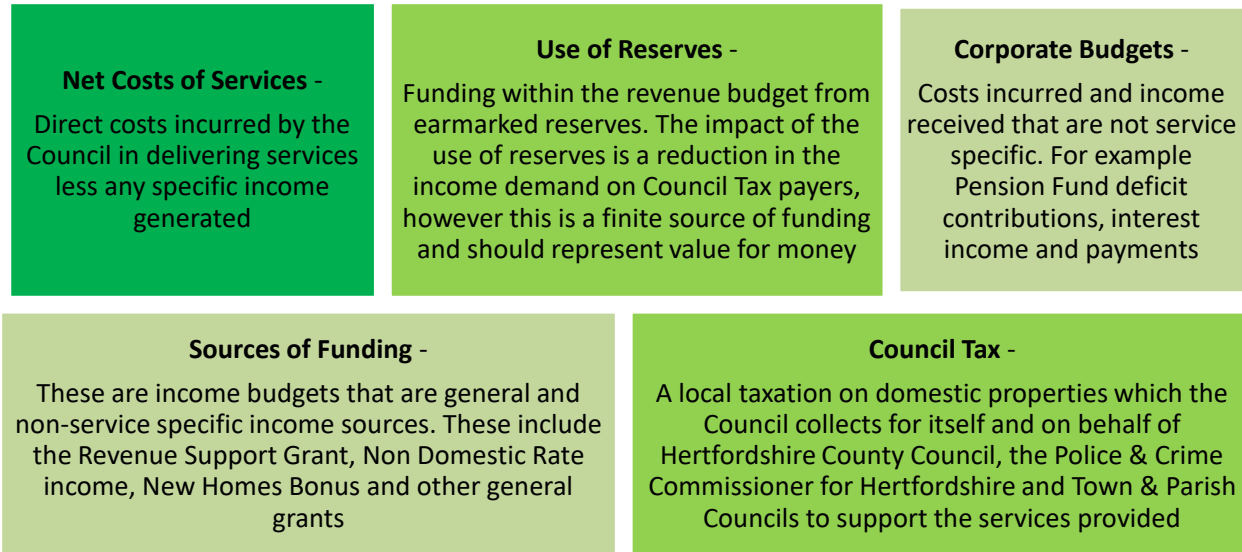 Net Costs of Services -
Direct costs incurred by the
Council in delivering services
less any specific income
generated
Use of Reserves -
Funding within the revenue budget from
earmarked reserves. The impact of the
use of reserves is a reduction in the
income demand on Council Tax payers,
however this is a finite source of funding
and should represent value for money
Corporate Budgets -
Costs incurred and income
received that are not service
specific. For example
Pension Fund deficit
contributions, interest
income and payments
Sources of Funding -
These are income budgets that are general and
non-service specific income sources. These include
the Revenue Support Grant, Non Domestic Rate
income, New Homes Bonus and other general
grants
Council Tax -
A local taxation on domestic properties which the
Council collects for itself and on behalf of
Hertfordshire County Council, the Police & Crime
Commissioner for Hertfordshire and Town & Parish
Councils to support the services provided